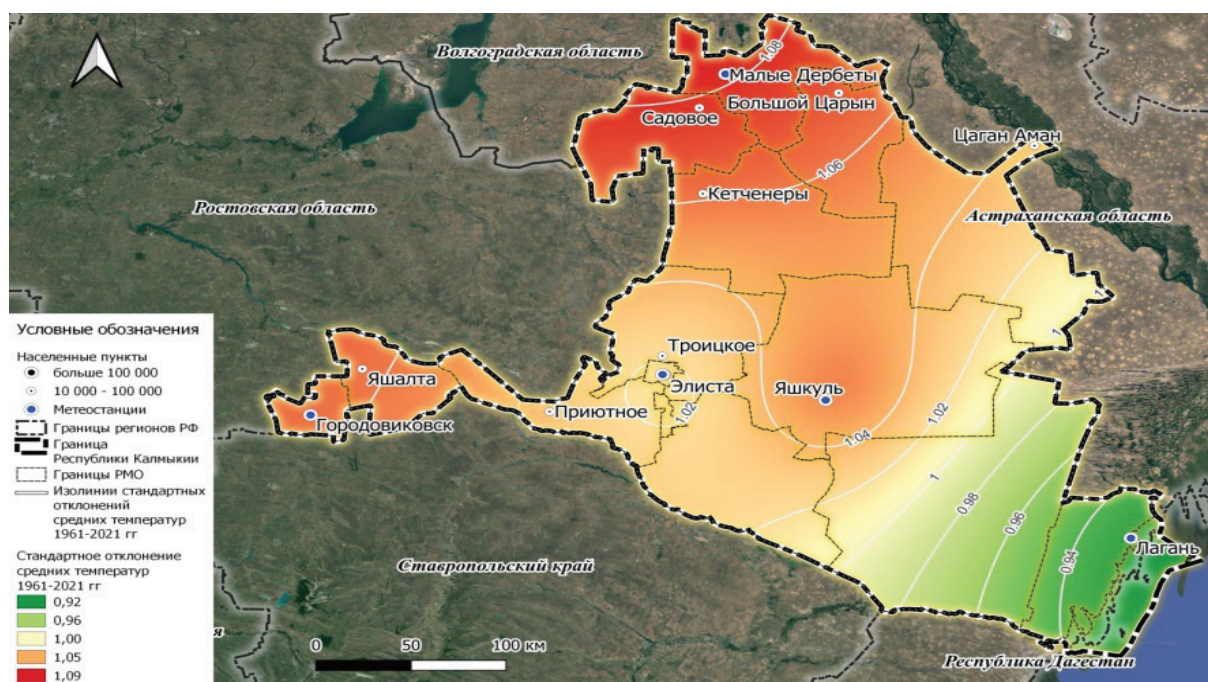 Волгоградская область
1.08
Малые Дербеты
Большой Царын
Садовое
Цаган Аман
1.06
Кетченеры
Ростовская область
Астраханская область
1
Условные обозначения
Населенные пункты
больше 100 000
10 000 - 100 000
Метеостанции
Границы регионов РФ
Граница
Республики Калмыкии
Границы РМО
Изолинии стандартных
отклонений
средних температур
1961-2021 гг
Стандартное отклонение
средних температур
1961-2021 гг
0,92
0,96
1,00
1,05
1,09
Троицкое
Яшалта
Элиста
Яшкуль
Приютное
1.02
1.02
Городовиковск
1.04
1
0.98
0.96
0.94
Лагань
Ставропольский край
0
50
100 км
Республика Дагестан